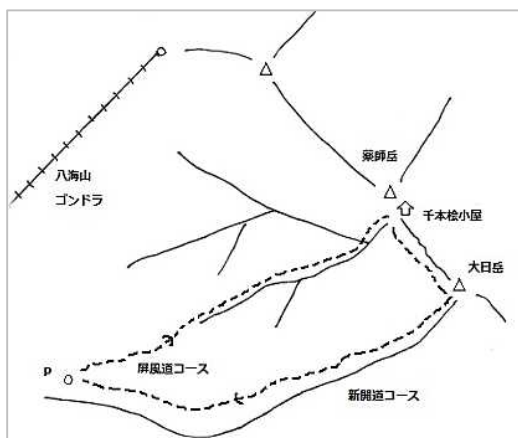 八海山
ゴンドラ
薬師岳
千本桧小屋
大日岳
P
屏風道コース
新開道コース